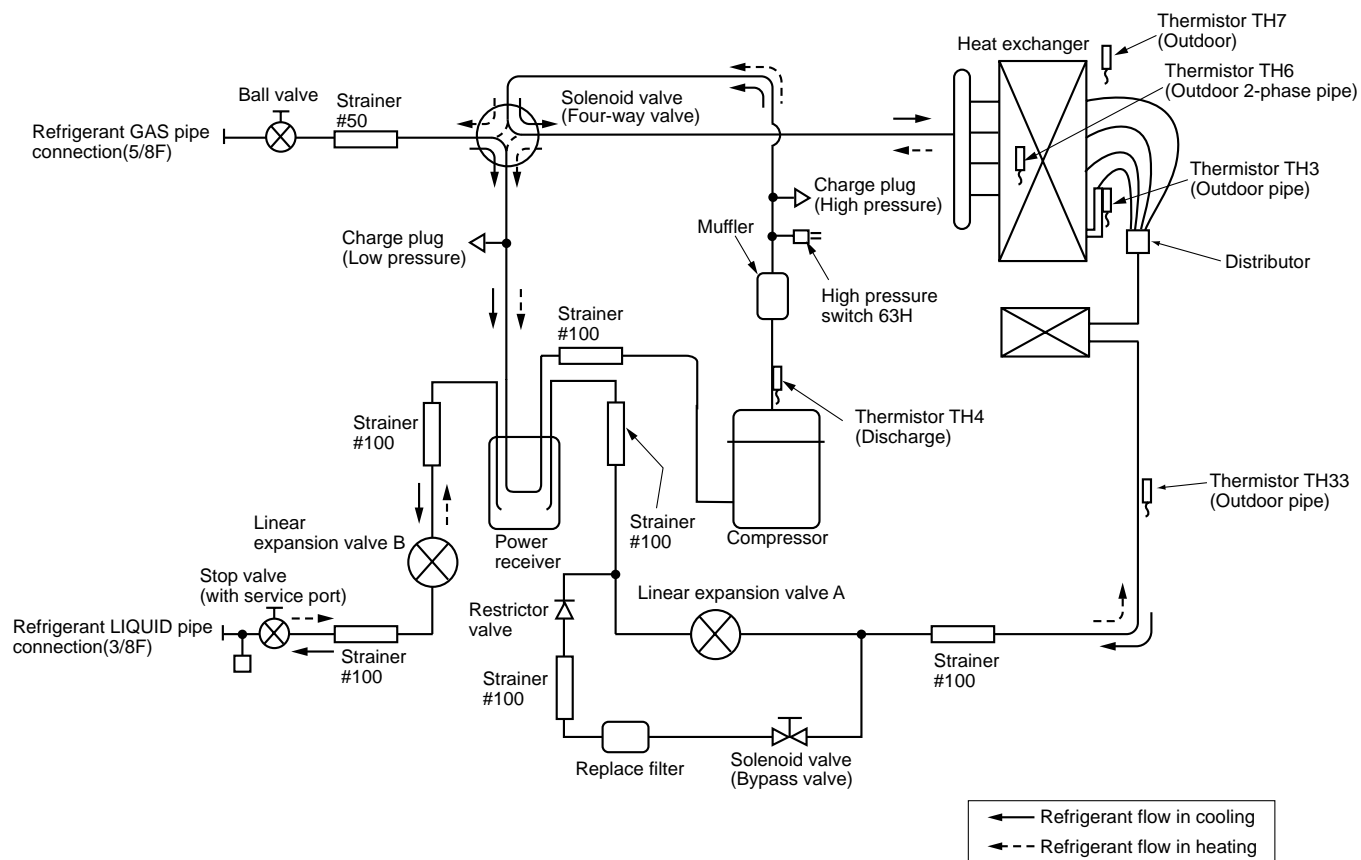 Thermistor TH7
(Outdoor)
Heat exchanger
Thermistor TH6
(Outdoor 2-phase pipe)
Ball valve
Strainer
#50
Solenoid valve
(Four-way valve)
Refrigerant GAS pipe
connection(5/8F)
Thermistor TH3
(Outdoor pipe)
Charge plug
(High pressure)
Muffler
Charge plug
(Low pressure)
Distributor
High pressure
switch 63H
Strainer
#100
Strainer
#100
Thermistor TH4
(Discharge)
Thermistor TH33
(Outdoor pipe)
Strainer
#100
Linear
expansion valve B
Power
receiver
Compressor
Stop valve
(with service port)
Linear expansion valve A
Restrictor
valve
Refrigerant LIQUID pipe
connection(3/8F)
Strainer
#100
Strainer
#100
Strainer
#100
Replace filter
Solenoid valve
(Bypass valve)
Refrigerant flow in cooling
Refrigerant flow in heating